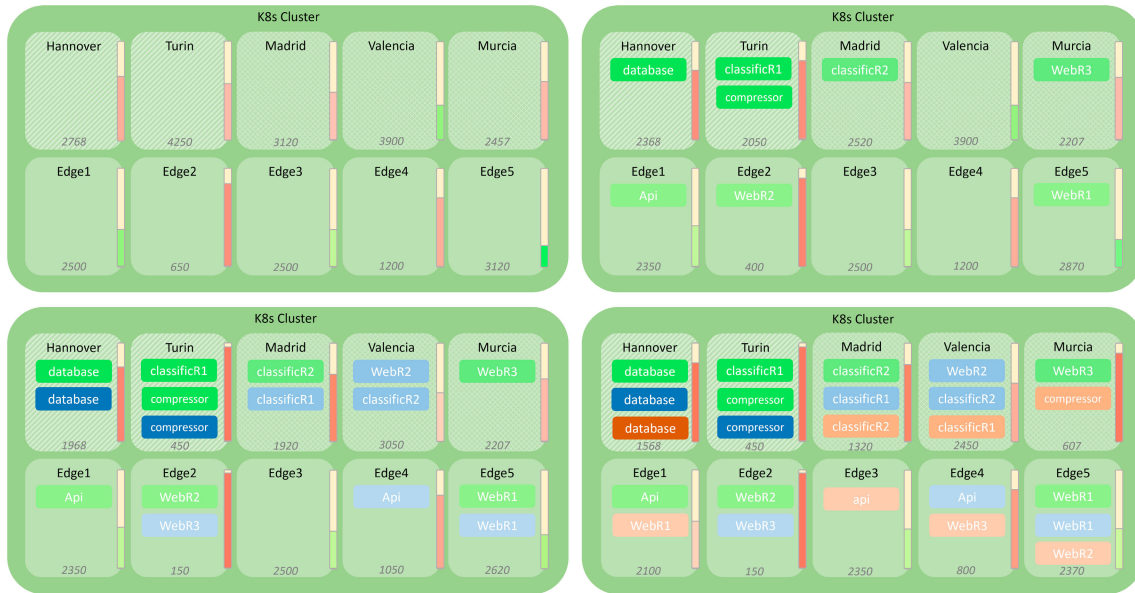 K8s Cluster
Hannover Turin Madrid Valencia Murcia
2768 4250 3120 3900 2457
Edge1 Edge2 Edge3 Edge4 Edge5
2500 650 2500 1200 3120
K8s Cluster
Hannover Turin Madrid Valencia Murcia
database classificR1 classificR2 WebR3
compressor
2368 2050 2520 3900 2207
Edge1 Edge2 Edge3 Edge4 Edge5
Api WebR2 WebR1
2350 400 2500 1200 2870
K8s Cluster
Hannover Turin Madrid Valencia Murcia
database classificR1 classificR2 WebR2 WebR3
database compressor classificR1 classificR2
compressor
1968 450 1920 3050 2207
Edge1 Edge2 Edge3 Edge4 Edge5
Api WebR2 Api WebR1
WebR3 WebR1
2350 150 2500 1050 2620
K8s Cluster
Hannover Turin Madrid Valencia Murcia
database classificR1 classificR2 WebR2 WebR3
database compressor classificR1 classificR2 compressor
database compressor classificR2 classificR1
1568 450 1320 2450 607
Edge1 Edge2 Edge3 Edge4 Edge5
Api WebR2 api Api WebR1
WebR1 WebR3 WebR3 WebR1
WebR2
2100 150 2350 800 2370